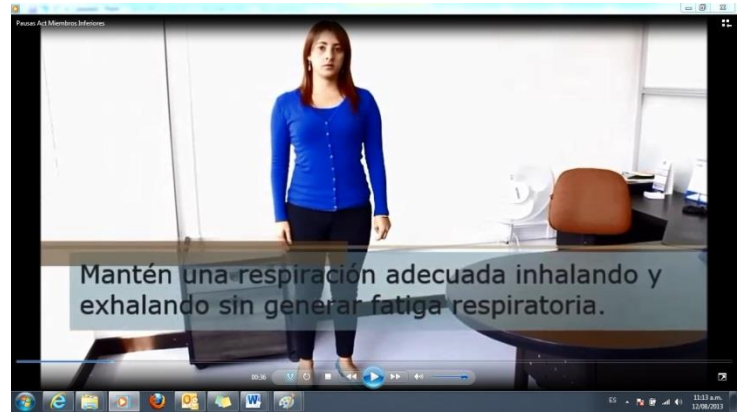 Pausas Act Miembros Inferiores
Mantén una respiración adecuada inhalando y
exhalando sin generar fatiga respiratoria.
00:36
ES
11:13 a.m.
12/08/2013